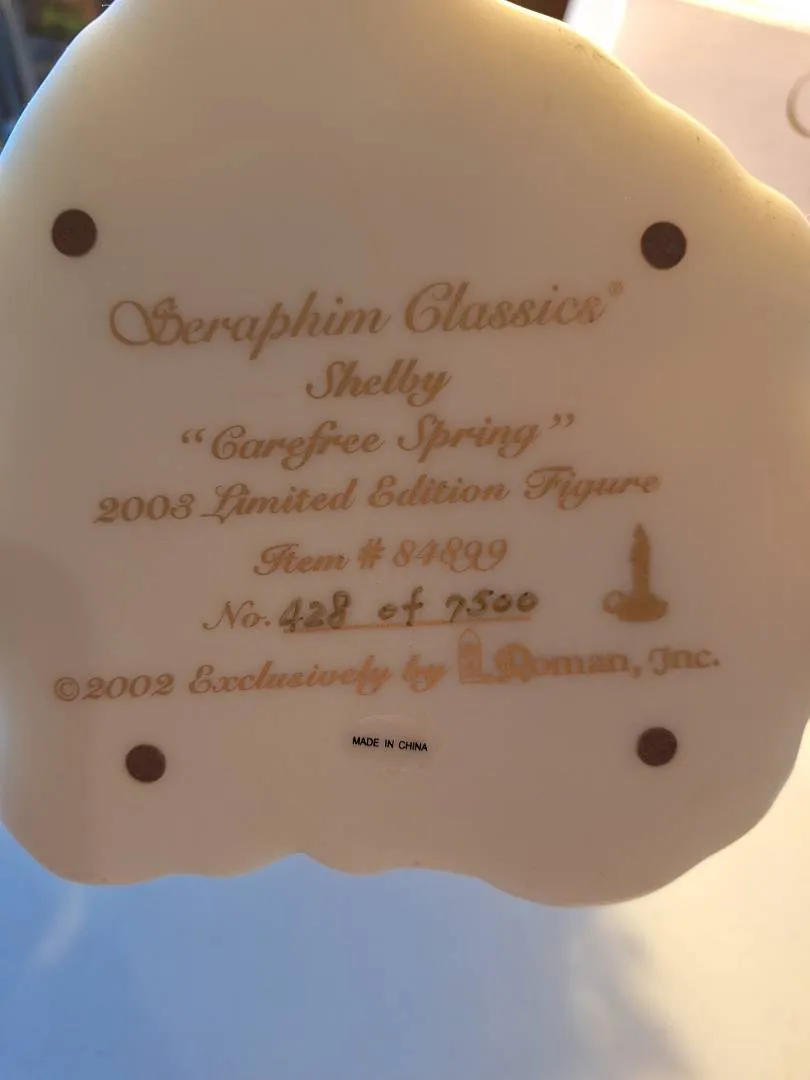 Seraphim Classics®
Shelby
“Carefree Spring”
2003 Limited Edition Figure
Item # 84899
No. 428 of 7500
©2002 Exclusively by Roman, Inc.
MADE IN CHINA